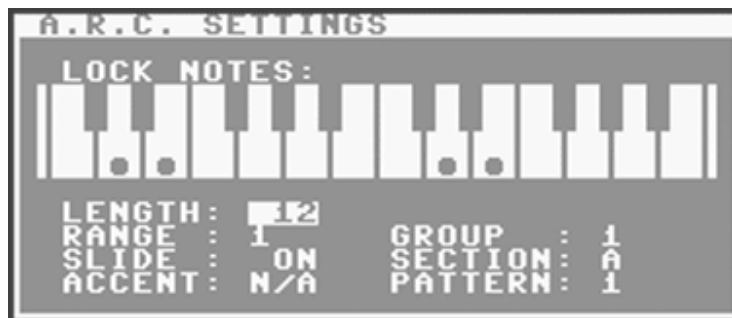 A.R.C. SETTINGS
LOCK NOTES:
LENGTH: 12
RANGE : 1 GROUP : 1
SLIDE : ON SECTION: A
ACCENT: N/A PATTERN: 1